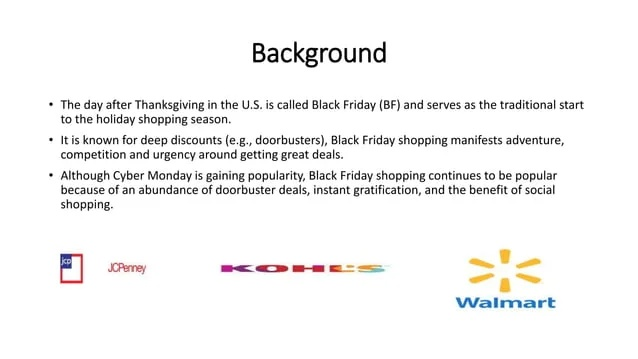 Background
• The day after Thanksgiving in the U.S. is called Black Friday (BF) and serves as the traditional start
to the holiday shopping season.
• It is known for deep discounts (e.g., doorbusters), Black Friday shopping manifests adventure,
competition and urgency around getting great deals.
• Although Cyber Monday is gaining popularity, Black Friday shopping continues to be popular
because of an abundance of doorbuster deals, instant gratification, and the benefit of social
shopping.
jcp JCPenney KOHL'S
Walmart